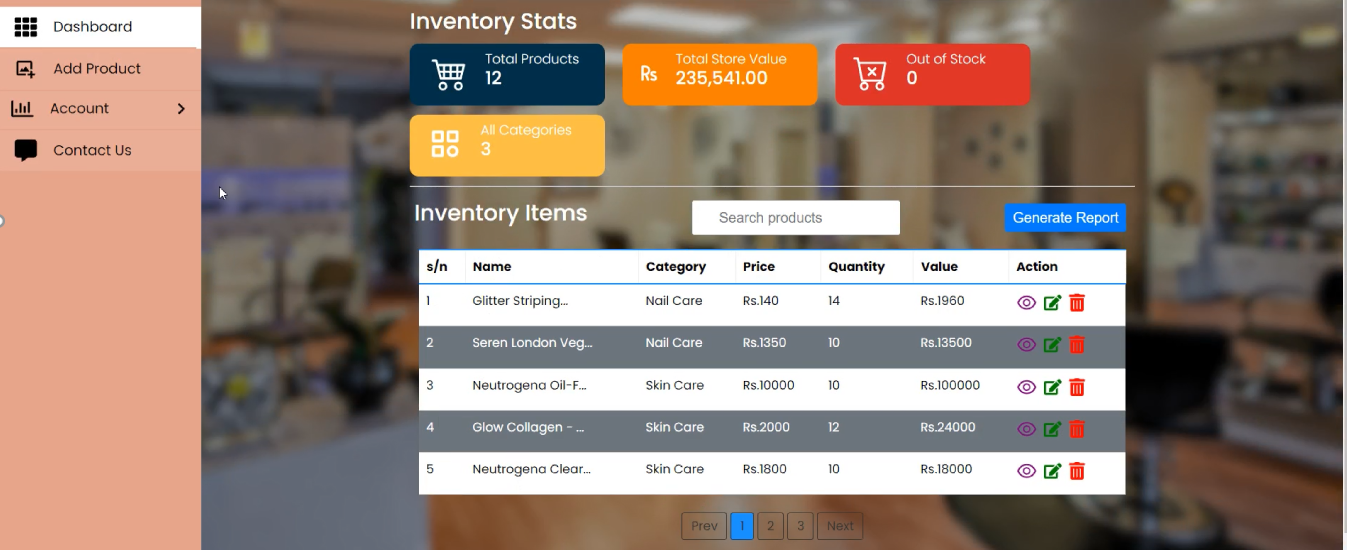 Dashboard
Add Product
Account
Contact Us
Inventory Stats
Total Products
12
Rs
Total Store Value
235,541.00
Out of Stock
0
All Categories
3
Inventory Items
Search products
Generate Report
s/n Name Category Price Quantity Value Action
1 Glitter Striping... Nail Care Rs.140 14 Rs.1960
2 Seren London Veg... Nail Care Rs.1350 10 Rs.13500
3 Neutrogena Oil-F... Skin Care Rs.10000 10 Rs.100000
4 Glow Collagen - ... Skin Care Rs.2000 12 Rs.24000
5 Neutrogena Clear... Skin Care Rs.1800 10 Rs.18000
Prev 1 2 3 Next